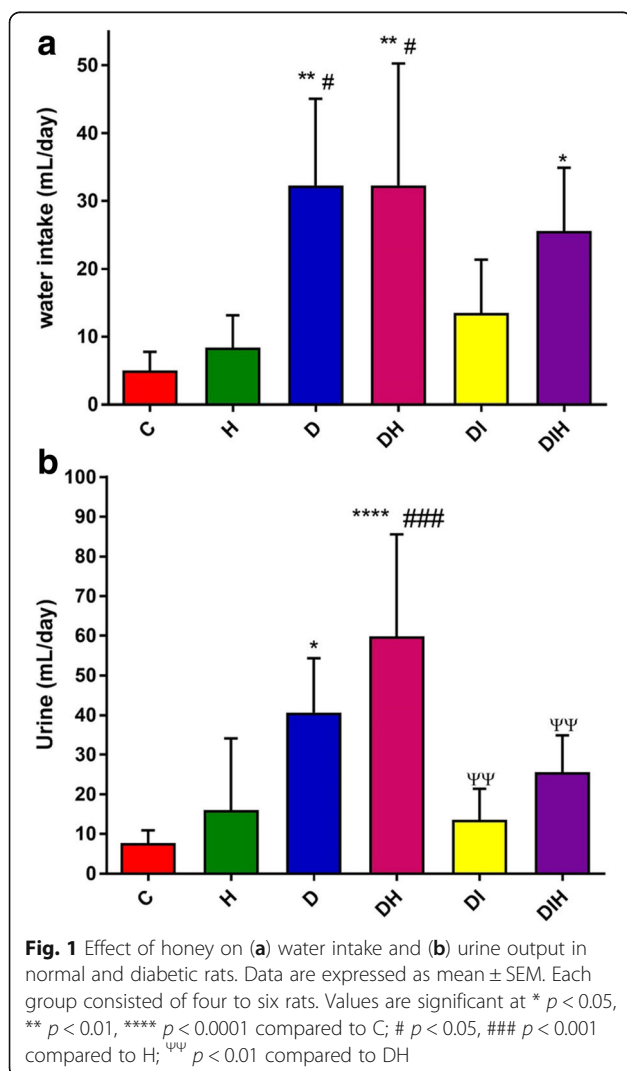 a
** #
** #
*
water intake (mL/day)
50
40
30
20
10
0
C H D DH DI DIH
b
**** ###
*
ΨΨ
ΨΨ
Urine (mL/day)
100
90
80
70
60
50
40
30
20
10
0
C H D DH DI DIH
Fig. 1 Effect of honey on (a) water intake and (b) urine output in
normal and diabetic rats. Data are expressed as mean ± SEM. Each
group consisted of four to six rats. Values are significant at * p < 0.05,
** p < 0.01, **** p < 0.0001 compared to C; # p < 0.05, ### p < 0.001
compared to H; ΨΨ p < 0.01 compared to DH